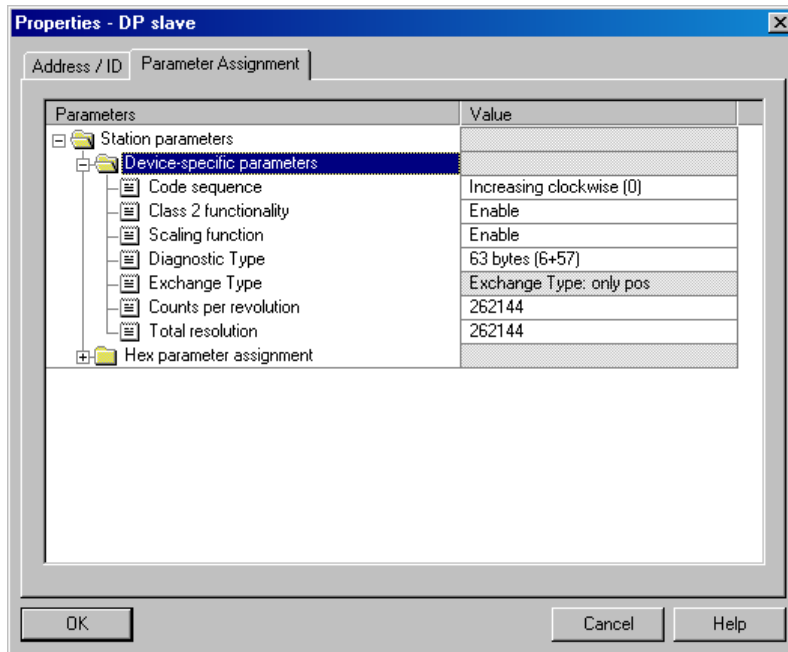 Properties - DP slave
Address / ID Parameter Assignment
Parameters Value
Station parameters
Device-specific parameters
Code sequence Increasing clockwise (0)
Class 2 functionality Enable
Scaling function Enable
Diagnostic Type 63 bytes (6+57)
Exchange Type Exchange Type: only pos
Counts per revolution 262144
Total resolution 262144
Hex parameter assignment
OK Cancel Help